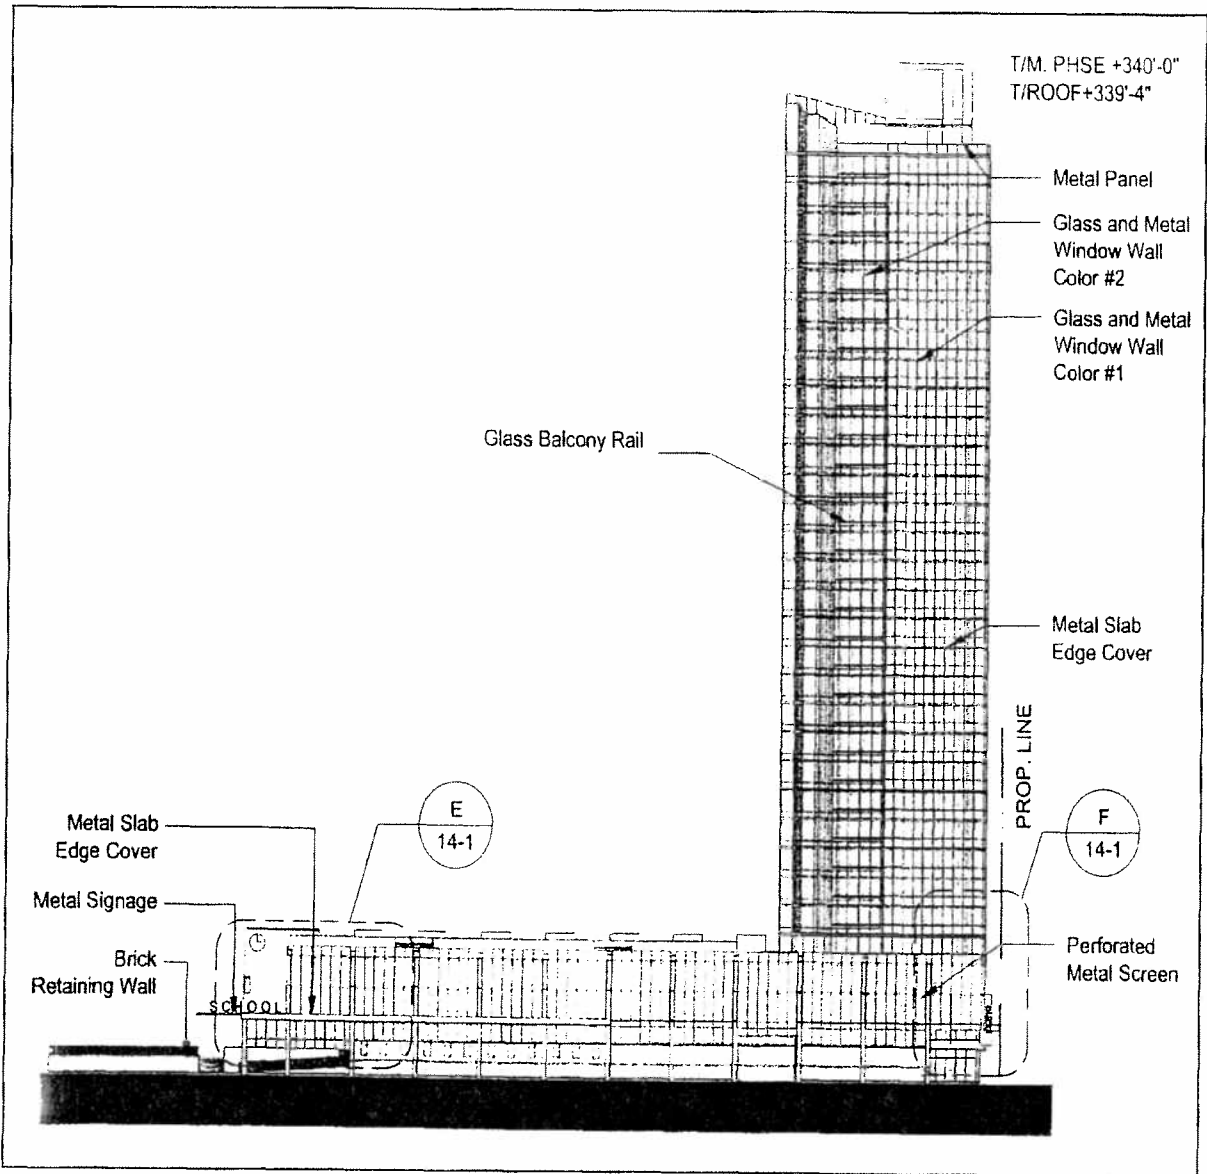 T/M. PHSE +340'-0"
T/ROOF+339'-4"
Metal Panel
Glass and Metal
Window Wall
Color #2
Glass and Metal
Window Wall
Color #1
Glass Balcony Rail
Metal Slab
Edge Cover
PROP. LINE
E
14-1
F
14-1
Metal Slab
Edge Cover
Metal Signage
Brick
Retaining Wall
SCHOOL
Perforated
Metal Screen